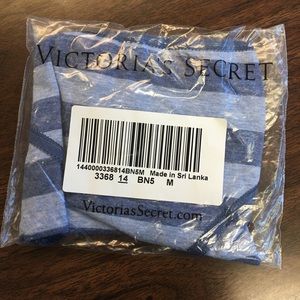 VICTORIA'S SECRET
1440000336814BN5M Made in Sri Lanka
3368 14 BN5 M
VictoriasSecret.com